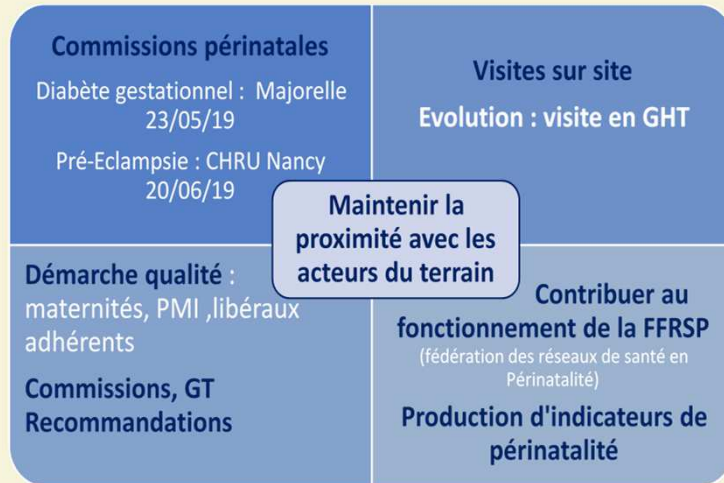 Commissions périnatales
Diabète gestationnel : Majorelle
23/05/19
Pré-Eclampsie : CHRU Nancy
20/06/19
Visites sur site
Evolution : visite en GHT
Maintenir la
proximité avec les
acteurs du terrain
Démarche qualité :
maternités, PMI ,libéraux
adhérents
Commissions, GT
Recommandations
Contribuer au
fonctionnement de la FFRSP
(fédération des réseaux de santé en
Périnatalité)
Production d'indicateurs de
périnatalité